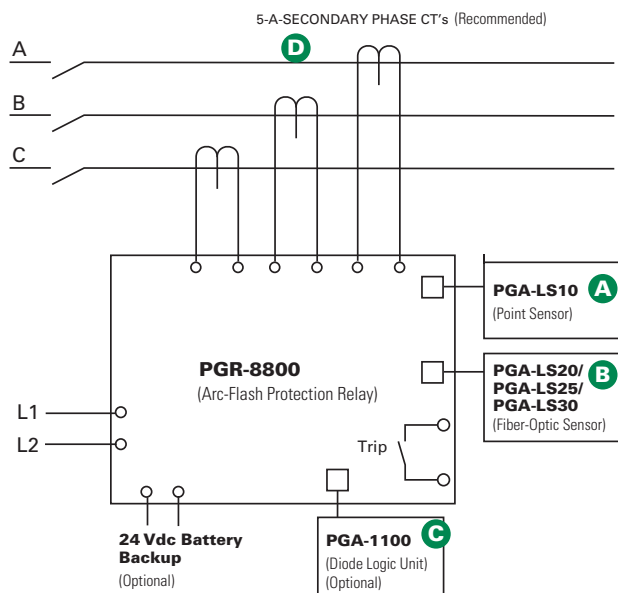 5-A-SECONDARY PHASE CT's (Recommended)
D
A
B
C
PGA-LS10 A
(Point Sensor)
PGR-8800
(Arc-Flash Protection Relay)
PGA-LS20/ B
PGA-LS25/
PGA-LS30
(Fiber-Optic Sensor)
L1
L2
Trip
24 Vdc Battery
Backup
(Optional)
PGA-1100 C
(Diode Logic Unit)
(Optional)